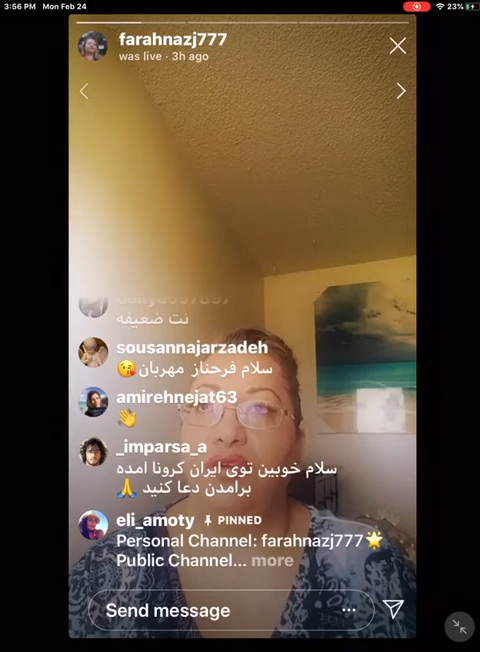 3:56 PM Mon Feb 24
23%
farahnazj777
was live · 3h ago
نت ضعیفه
sousannajarzadeh
سلام فرحناز مهربان😘
amirehnejat63
👋
_imparsa_a
سلام خوبین توی ایران کرونا امده
برامدن دعا کنید 🙏
eli_amoty PINNED
Personal Channel: farahnazj777🌟
Public Channel... more
Send message